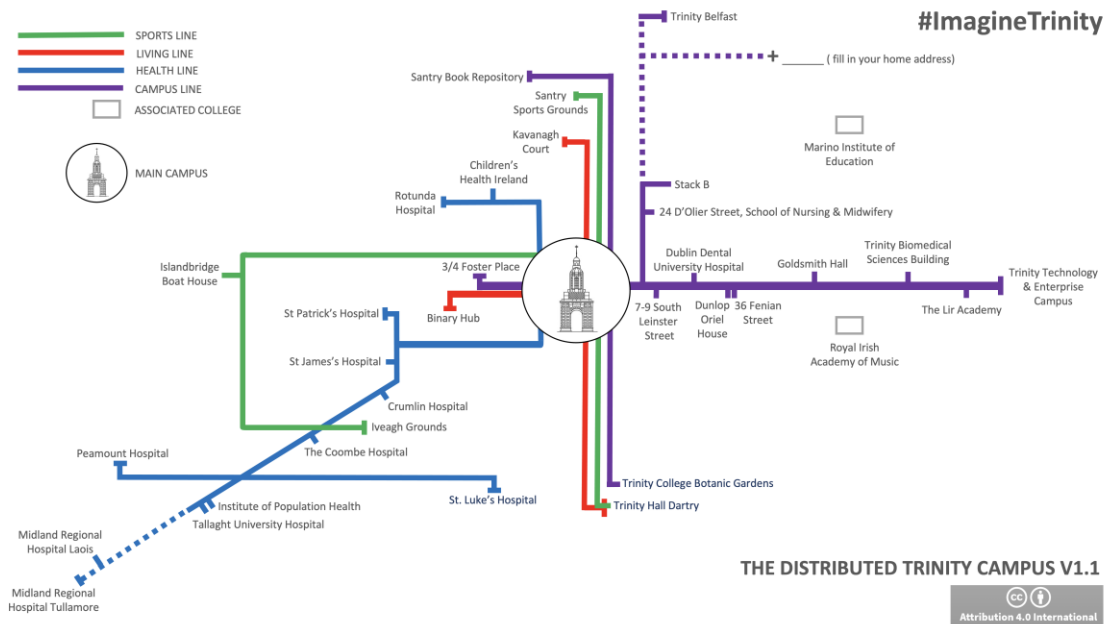 #ImagineTrinity
SPORTS LINE
LIVING LINE
HEALTH LINE
CAMPUS LINE
ASSOCIATED COLLEGE
MAIN CAMPUS
Trinity Belfast
+ ______ ( fill in your home address)
Santry Book Repository
Santry
Sports Grounds
Kavanagh
Court
Marino Institute of
Education
Children's
Health Ireland
Rotunda
Hospital
Stack B
24 D'Olier Street, School of Nursing & Midwifery
Islandbridge
Boat House
3/4 Foster Place
Binary Hub
Dublin Dental
University Hospital
Goldsmith Hall
Trinity Biomedical
Sciences Building
Trinity Technology
& Enterprise
Campus
7-9 South
Leinster
Street
Dunlop
Oriel
House
36 Fenian
Street
The Lir Academy
Royal Irish
Academy of Music
St Patrick's Hospital
St James's Hospital
Crumlin Hospital
Iveagh Grounds
The Coombe Hospital
Peamount Hospital
St. Luke's Hospital
Trinity College Botanic Gardens
Trinity Hall Dartry
Institute of Population Health
Tallaght University Hospital
Midland Regional
Hospital Laois
Midland Regional
Hospital Tullamore
THE DISTRIBUTED TRINITY CAMPUS V1.1
cc
Attribution 4.0 International